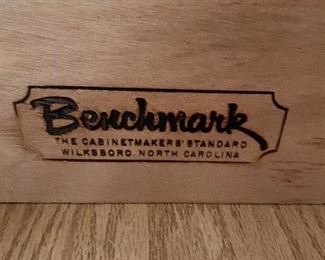 Benchmark
THE CABINETMAKERS' STANDARD
WILKSBORO, NORTH CAROLINA